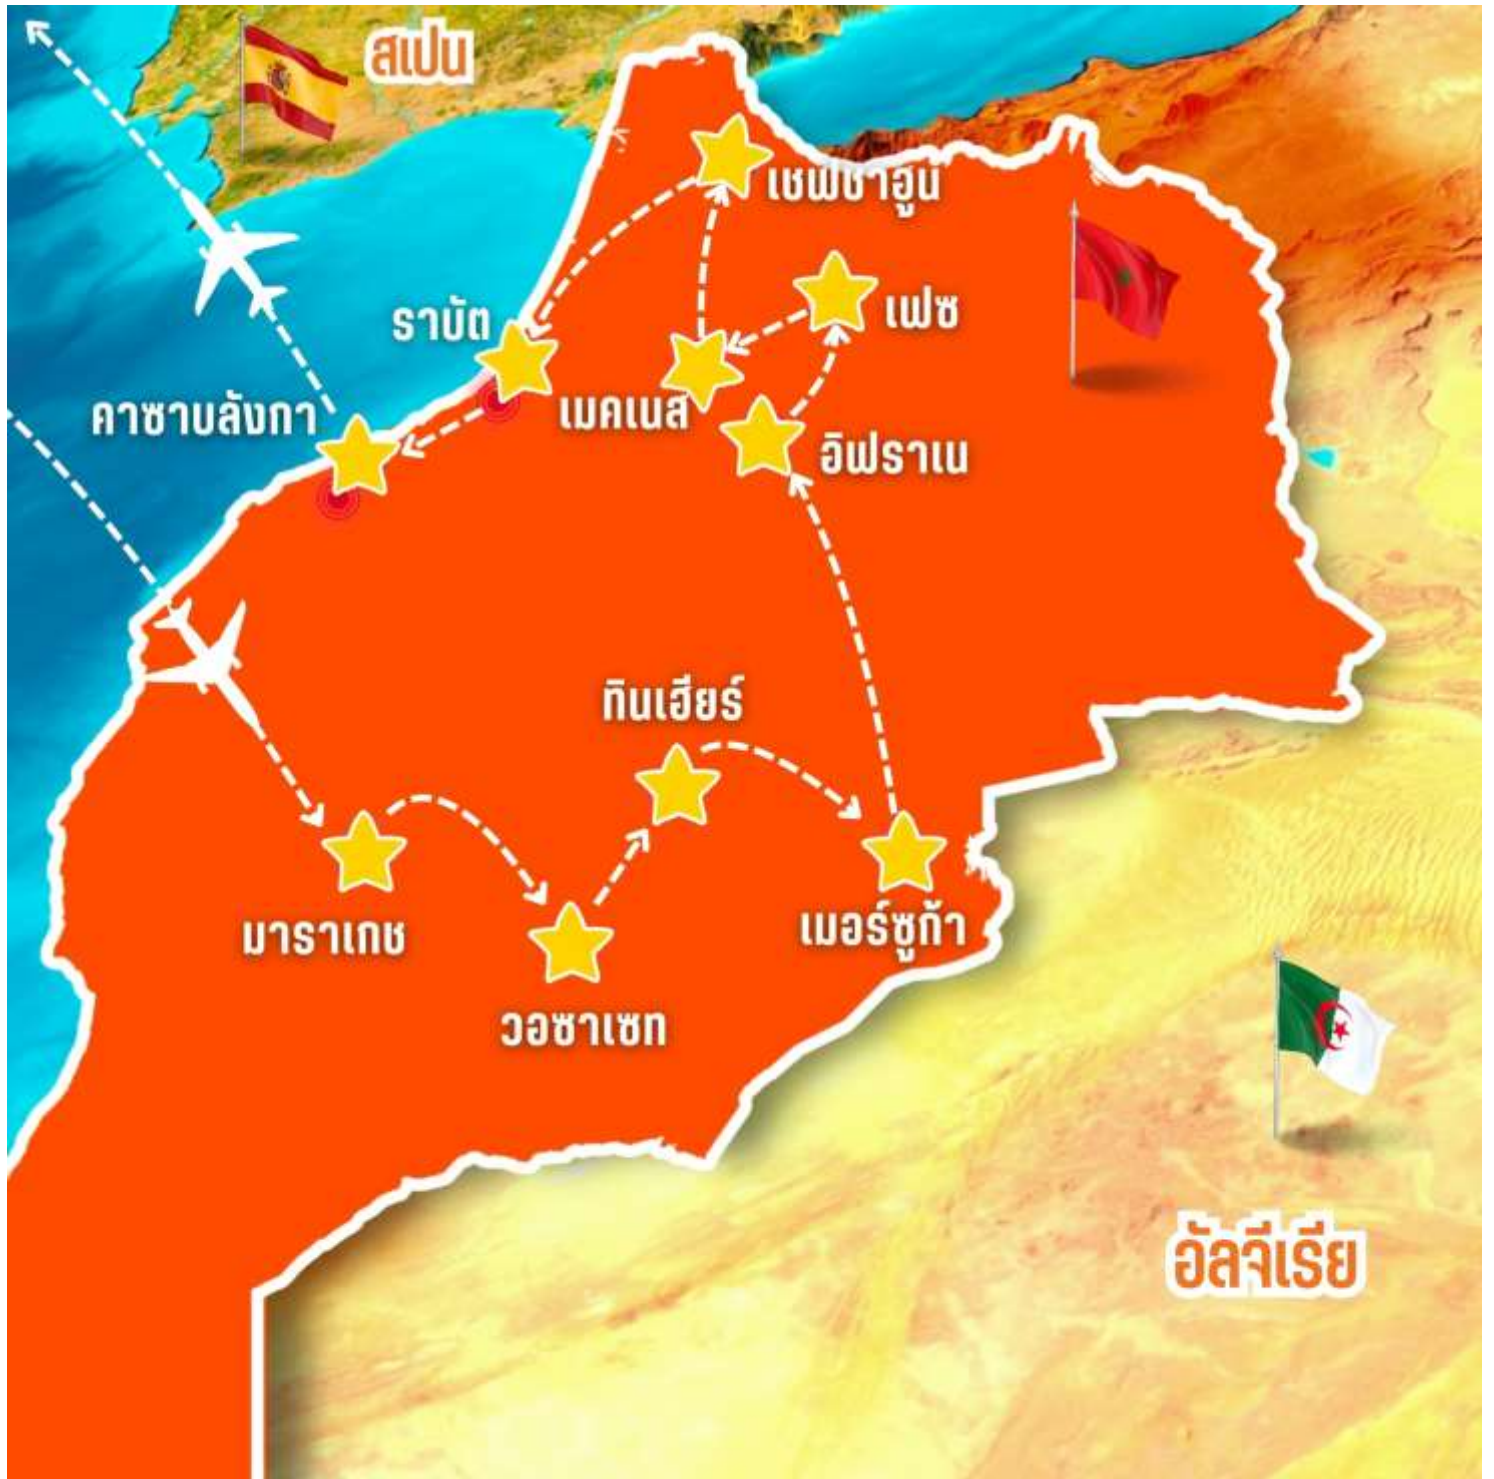 สเปน
เชฟชาอูน
ราบัต
เฟซ
คาซาบลังกา
เมคเนส
อิฟราเน
ทินเฮียร์
มาราเกช
เมอร์ซูก้า
วอซาเซท
อัลจีเรีย